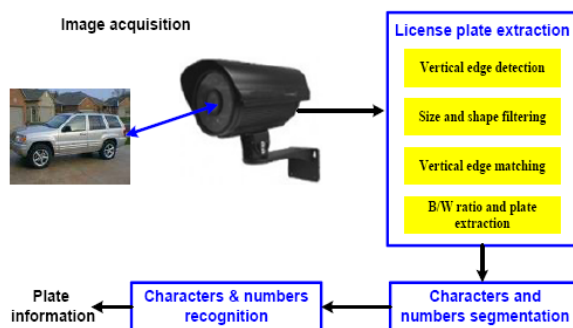 Image acquisition
License plate extraction
Vertical edge detection
Size and shape filtering
Vertical edge matching
B/W ratio and plate
extraction
Characters and
numbers segmentation
Characters & numbers
recognition
Plate
information